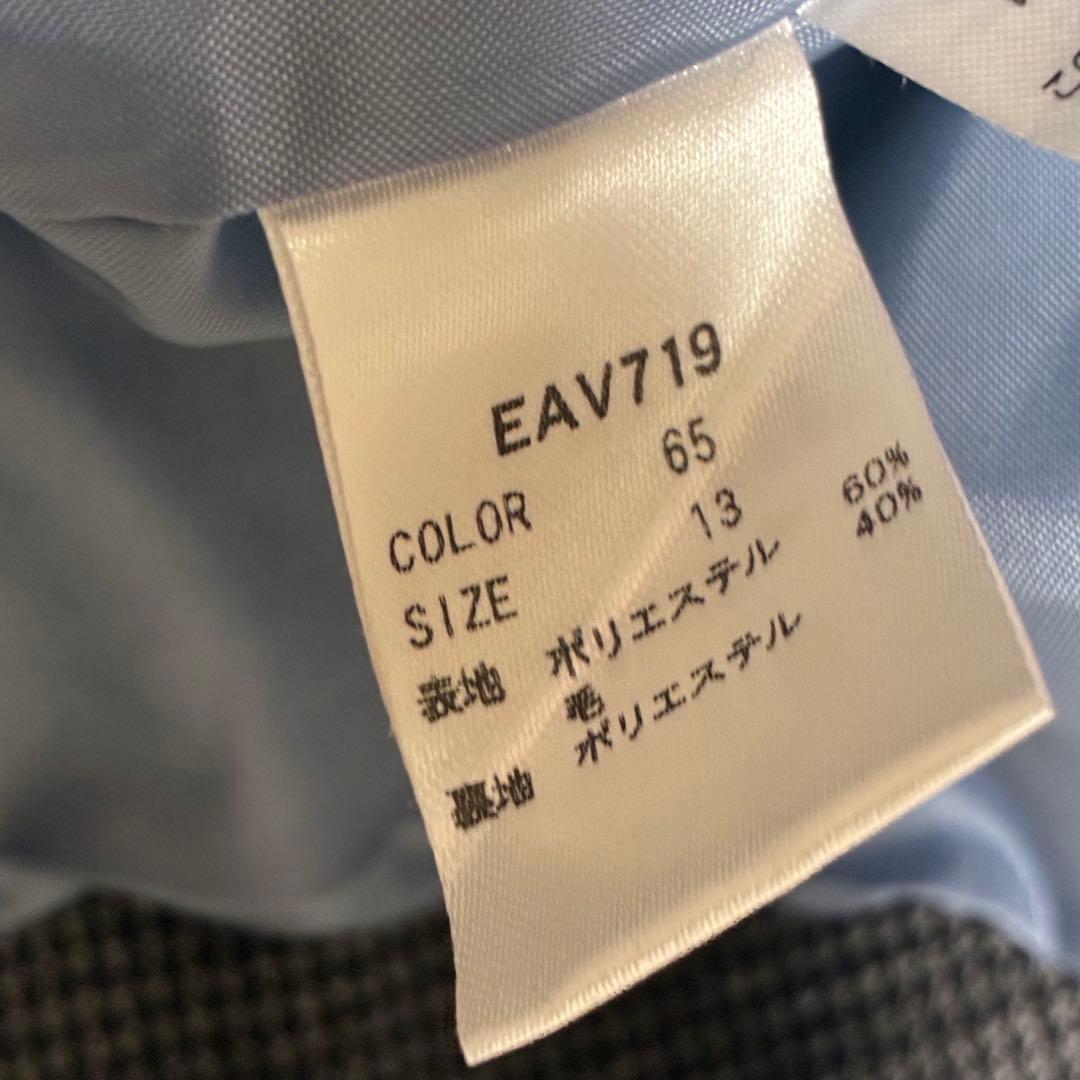 EAV719
COLOR 65
SIZE 13
表地 ポリエステル 60%
毛 40%
裏地 ポリエステル